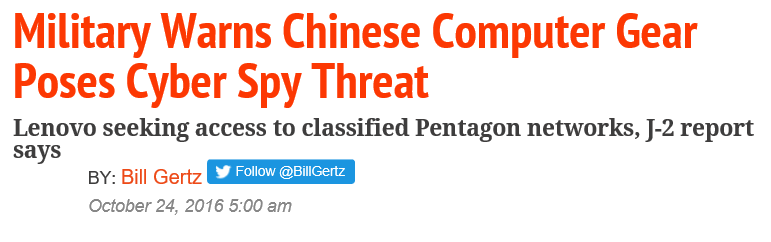 Military Warns Chinese Computer Gear
Poses Cyber Spy Threat
Lenovo seeking access to classified Pentagon networks, J-2 report
says
BY: Bill Gertz Follow @BillGertz
October 24, 2016 5:00 am